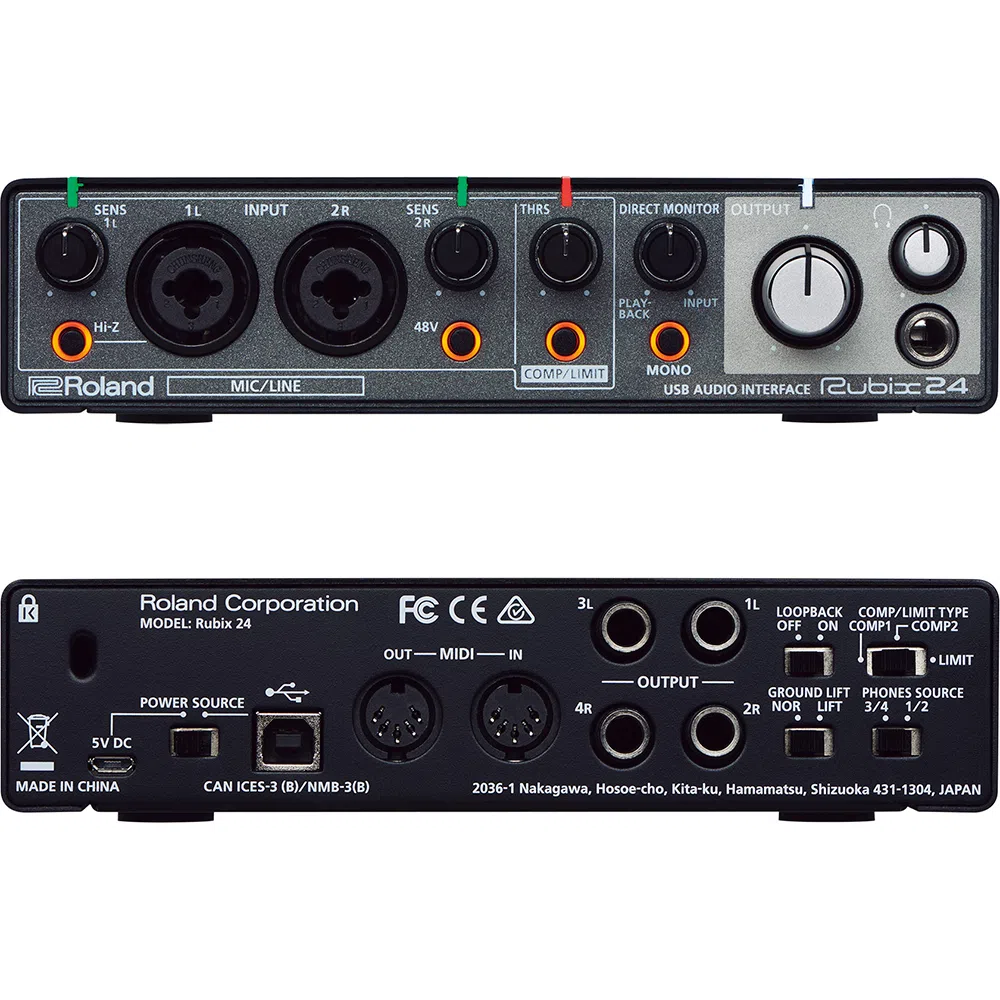 SENS 1L
1L INPUT 2R
SENS 2R
THRS
DIRECT MONITOR
OUTPUT
Hi-Z
48V
PLAY-
BACK
INPUT
Roland
MIC/LINE
COMP/LIMIT
MONO
USB AUDIO INTERFACE Rubix24
K
Roland Corporation
MODEL: Rubix 24
FC CE
3L
1L
OUT MIDI IN
OUTPUT
4R
2R
LOOPBACK
OFF ON
COMP/LIMIT TYPE
COMP1 COMP2
LIMIT
GROUND LIFT
NOR LIFT
PHONES SOURCE
3/4 1/2
POWER SOURCE
5V DC
MADE IN CHINA
CAN ICES-3 (B)/NMB-3(B)
2036-1 Nakagawa, Hosoe-cho, Kita-ku, Hamamatsu, Shizuoka 431-1304, JAPAN